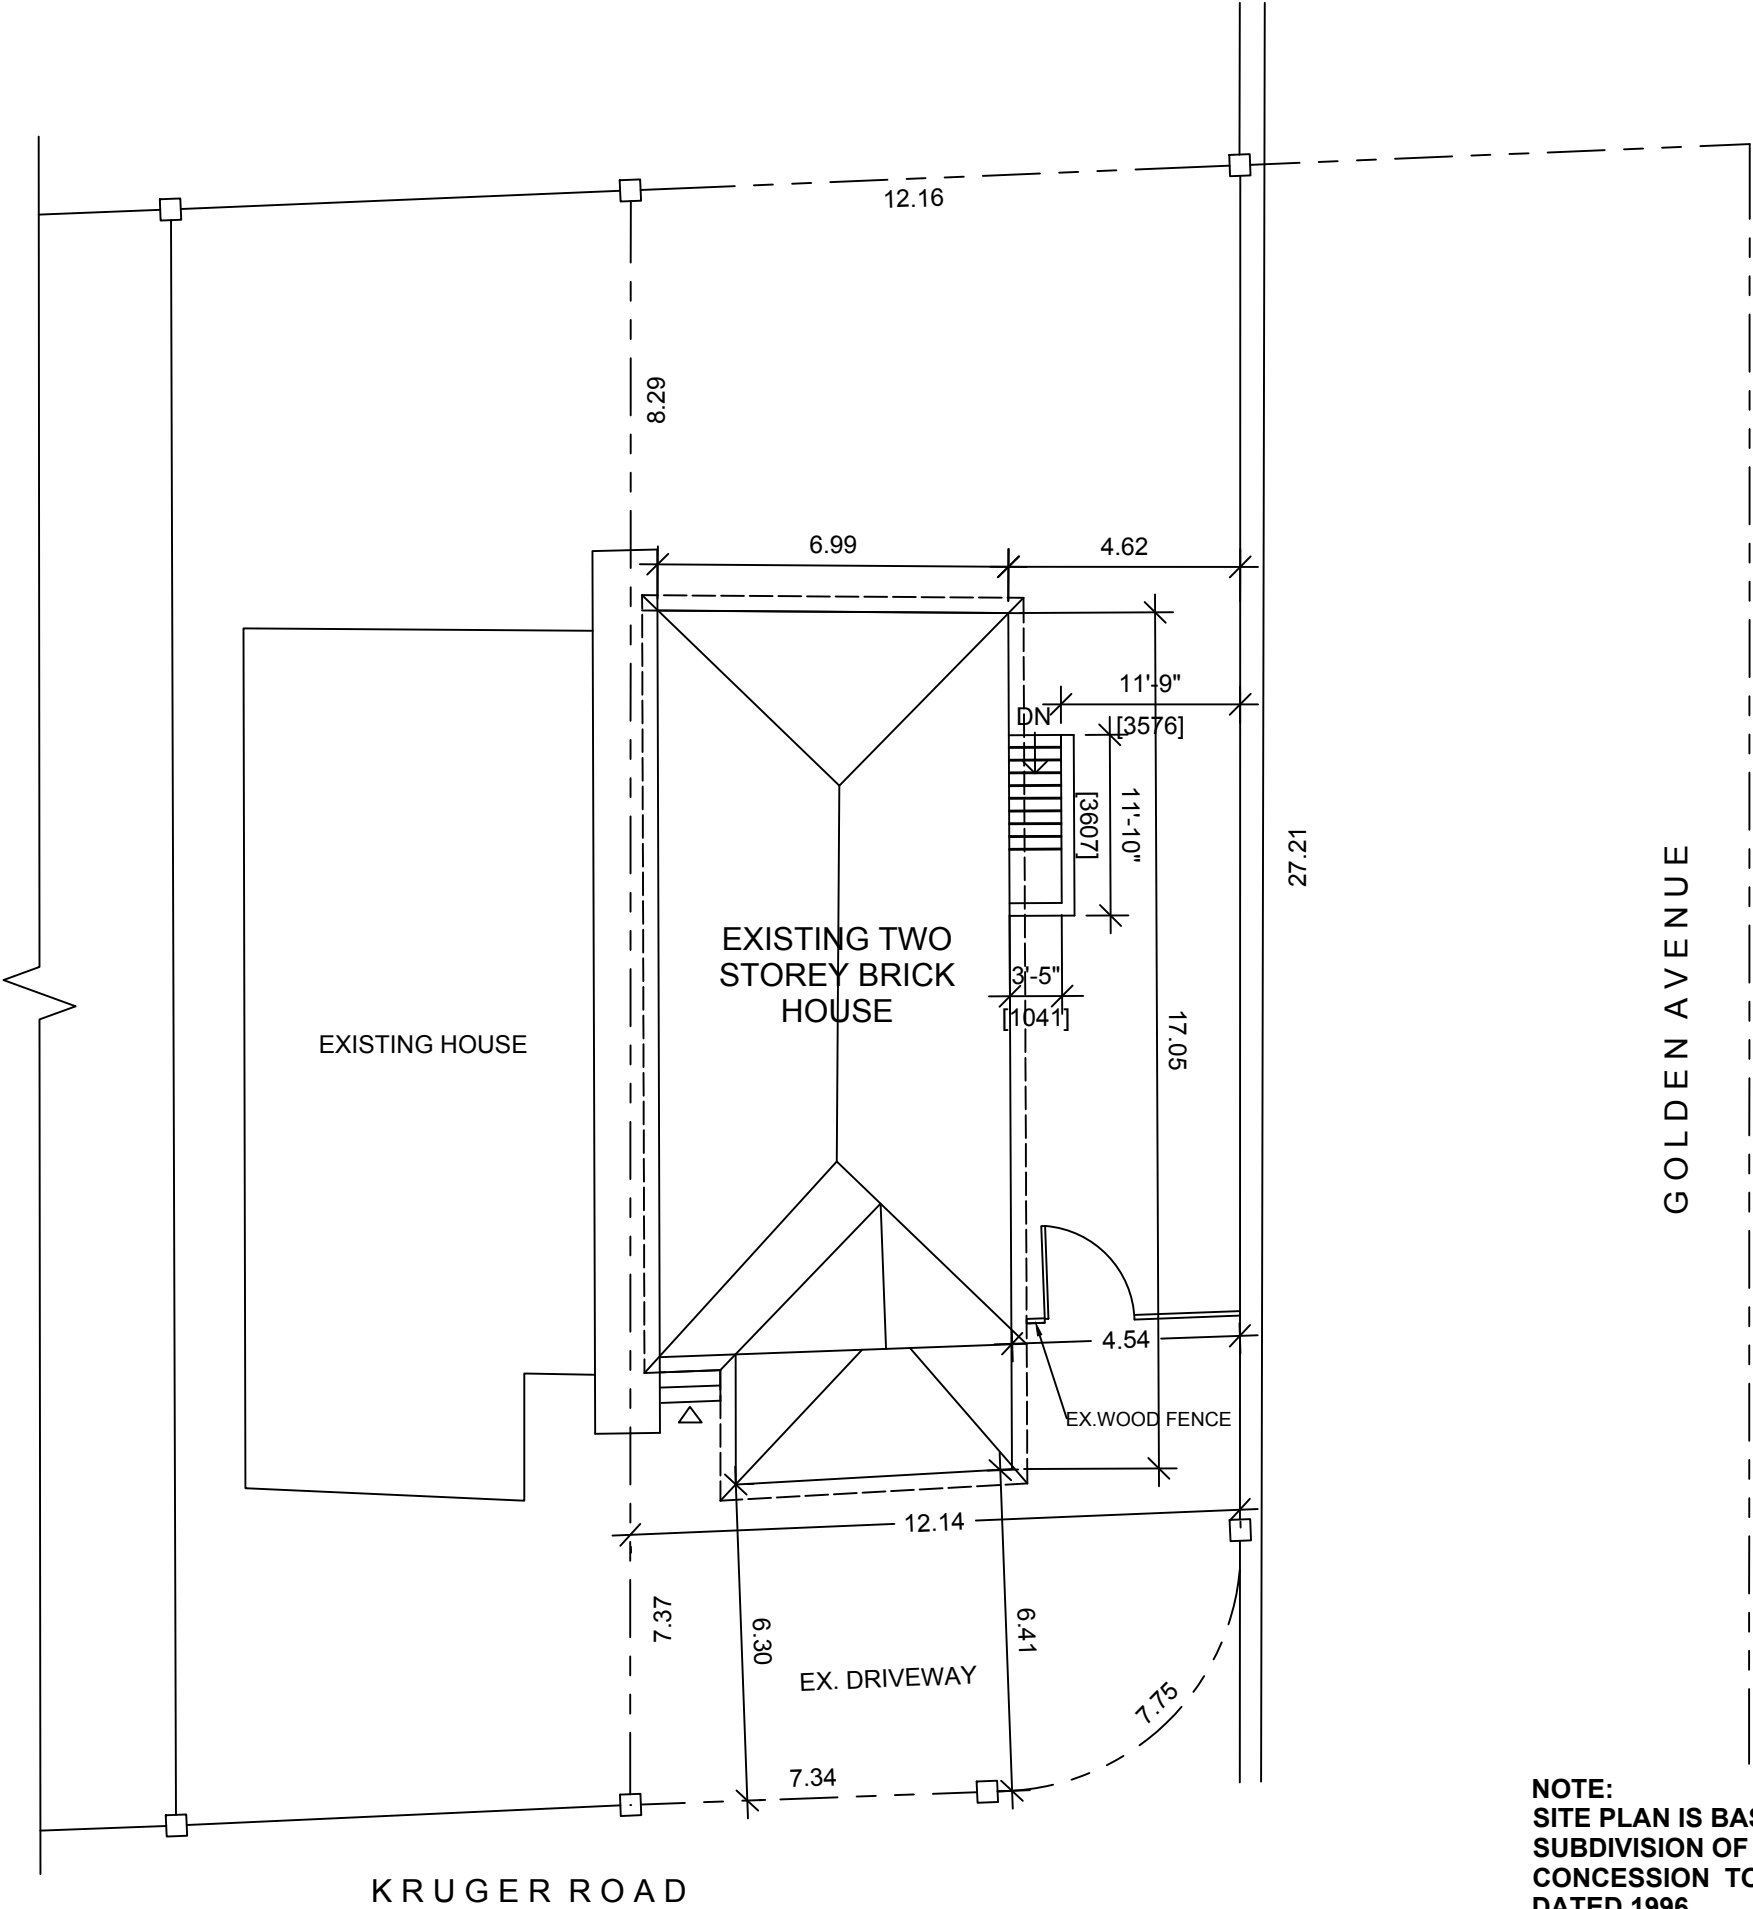 12.16
8.29
6.99
4.62
11'-9"
[3576]
DN
11'-10"
[3607]
27.21
EXISTING TWO
STOREY BRICK
HOUSE
3'-5"
[1041]
17.05
EXISTING HOUSE
GOLDEN AVENUE
4.54
EX.WOOD FENCE
12.14
7.37
6.30
6.41
EX. DRIVEWAY
7.75
7.34
KRUGER ROAD
NOTE:
SITE PLAN IS
SUBDIVISION OF
CONCESSION
DATED 1996